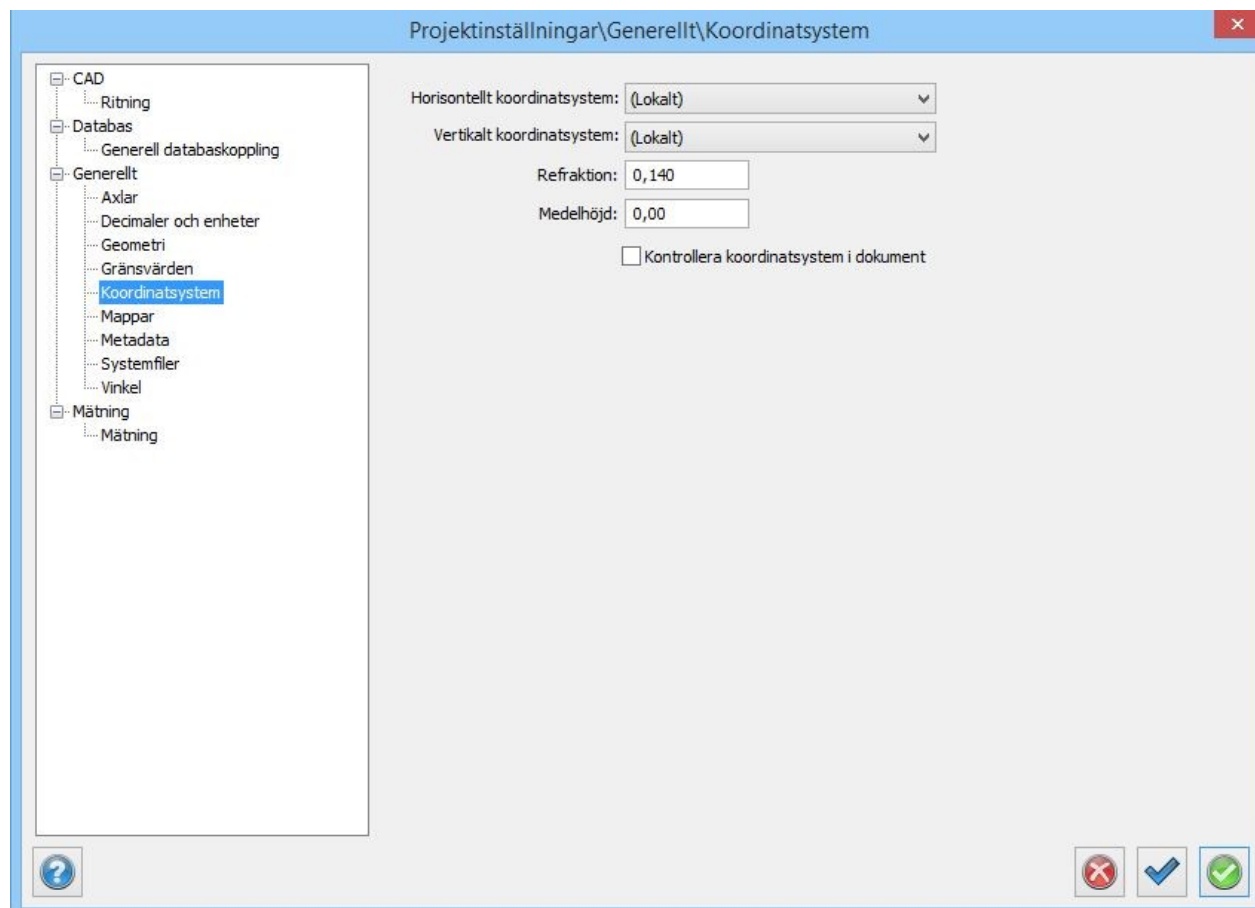 Projektinställningar\Generellt\Koordinatsystem
CAD
Ritning
Databas
Generell databaskoppling
Generellt
Axlar
Decimaler och enheter
Geometri
Gränsvärden
Koordinatsystem
Mappar
Metadata
Systemfiler
Vinkel
Mätning
Mätning
Horisontellt koordinatsystem: (Lokalt)
Vertikalt koordinatsystem: (Lokalt)
Refraktion: 0,140
Medelhöjd: 0,00
Kontrollera koordinatsystem i dokument